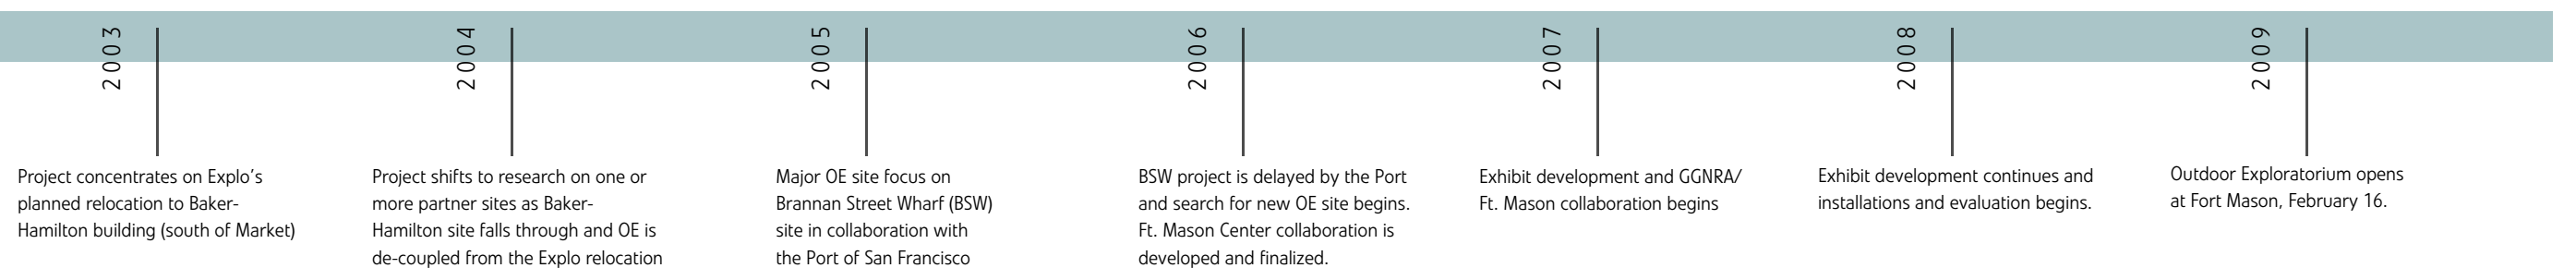 2003
Project concentrates on Explo's
planned relocation to Baker-
Hamilton building (south of Market)
2004
Project shifts to research on one or
more partner sites as Baker-
Hamilton site falls through and OE is
de-coupled from the Explo relocation
2005
Major OE site focus on
Brannan Street Wharf (BSW)
site in collaboration with
the Port of San Francisco
2006
BSW project is delayed by the Port
and search for new OE site begins.
Ft. Mason Center collaboration is
developed and finalized.
2007
Exhibit development and GGNRA/
Ft. Mason collaboration begins
2008
Exhibit development continues and
installations and evaluation begins.
2009
Outdoor Exploratorium opens
at Fort Mason, February 16.